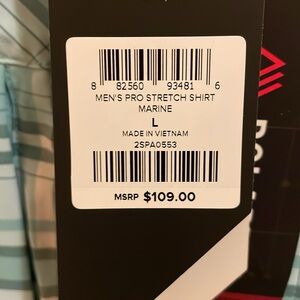 8 82560 93481 6
MEN'S PRO STRETCH SHIRT
MARINE
L
MADE IN VIETNAM
2SPA0553
MSRP $109.00